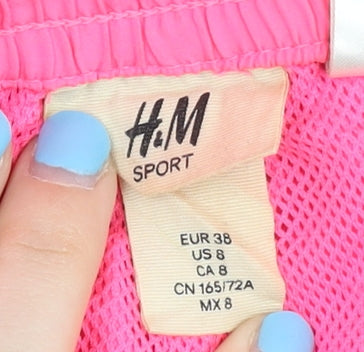 H&M
SPORT
EUR 38
US 8
CA 8
CN 165/72A
MX 8